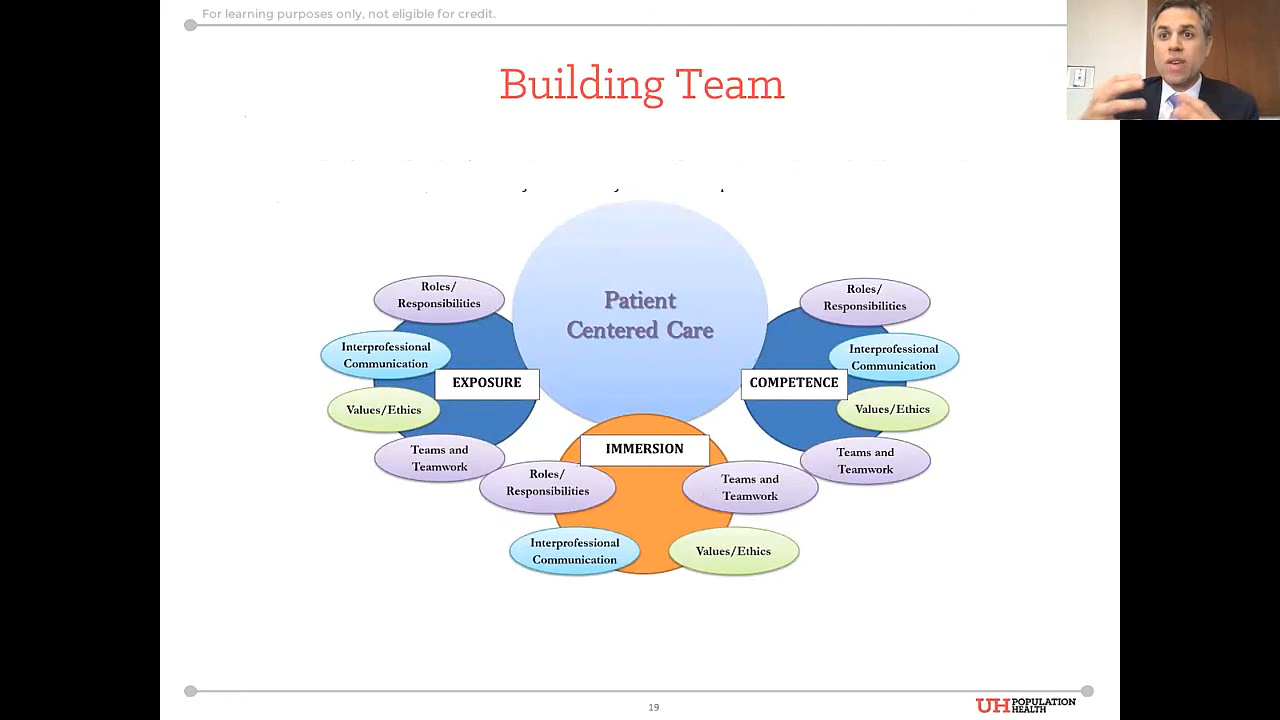 For learning purposes only, not eligible for credit.
Building Team
Patient
Centered Care
Roles/
Responsibilities
Interprofessional
Communication
EXPOSURE
Values/Ethics
Teams and
Teamwork
IMMERSION
Roles/
Responsibilities
Teams and
Teamwork
Interprofessional
Communication
Values/Ethics
Roles/
Responsibilities
Interprofessional
Communication
COMPETENCE
Values/Ethics
Teams and
Teamwork
19
UH POPULATION
HEALTH